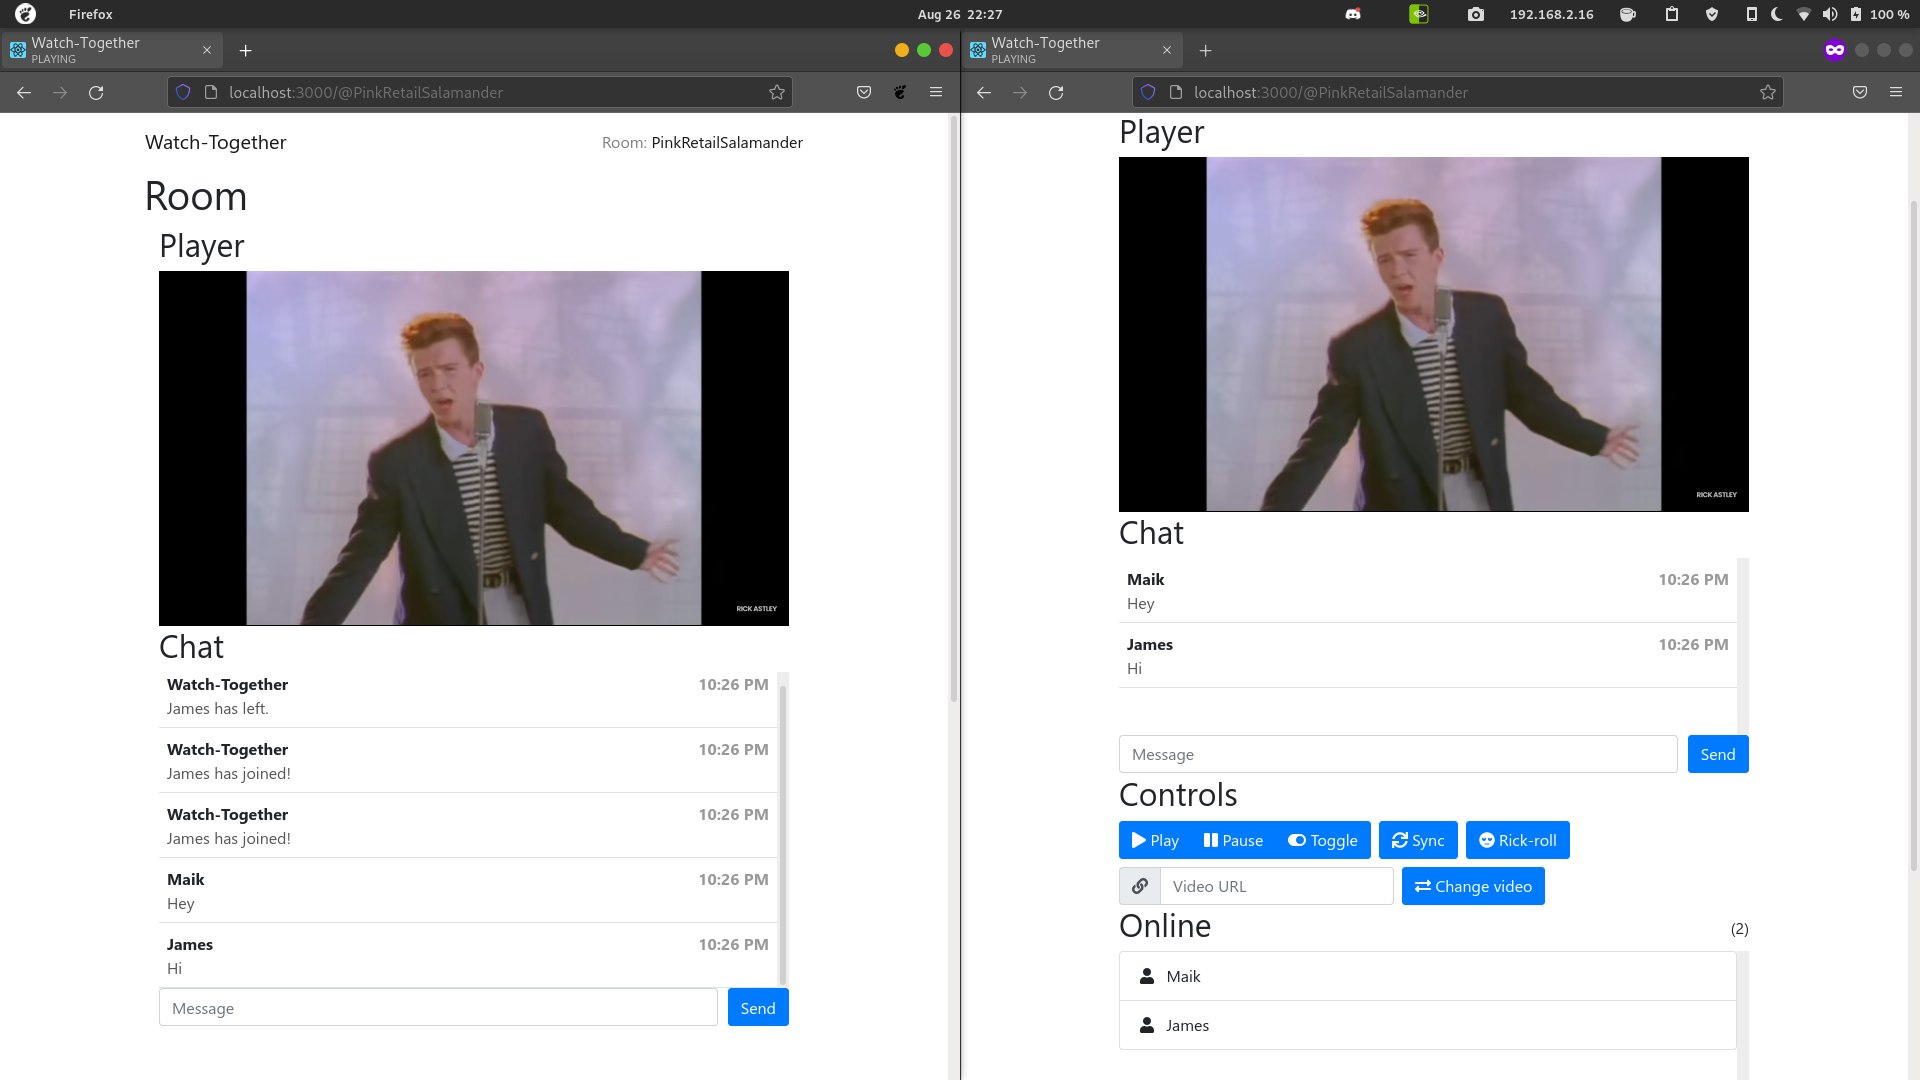 Firefox
Aug 26 22:27
192.168.2.16
100 %
Watch-Together
PLAYING
localhost:3000/@PinkRetailSalamander
Watch-Together
Room: PinkRetailSalamander
Room
Player
RICK ASTLEY
Chat
Watch-Together 10:26 PM
James has left.
Watch-Together 10:26 PM
James has joined!
Watch-Together 10:26 PM
James has joined!
Maik 10:26 PM
Hey
James 10:26 PM
Hi
Message Send
Watch-Together
PLAYING
localhost:3000/@PinkRetailSalamander
Player
RICK ASTLEY
Chat
Maik 10:26 PM
Hey
James 10:26 PM
Hi
Message Send
Controls
Play Pause Toggle Sync Rick-roll
Video URL Change video
Online (2)
Maik
James